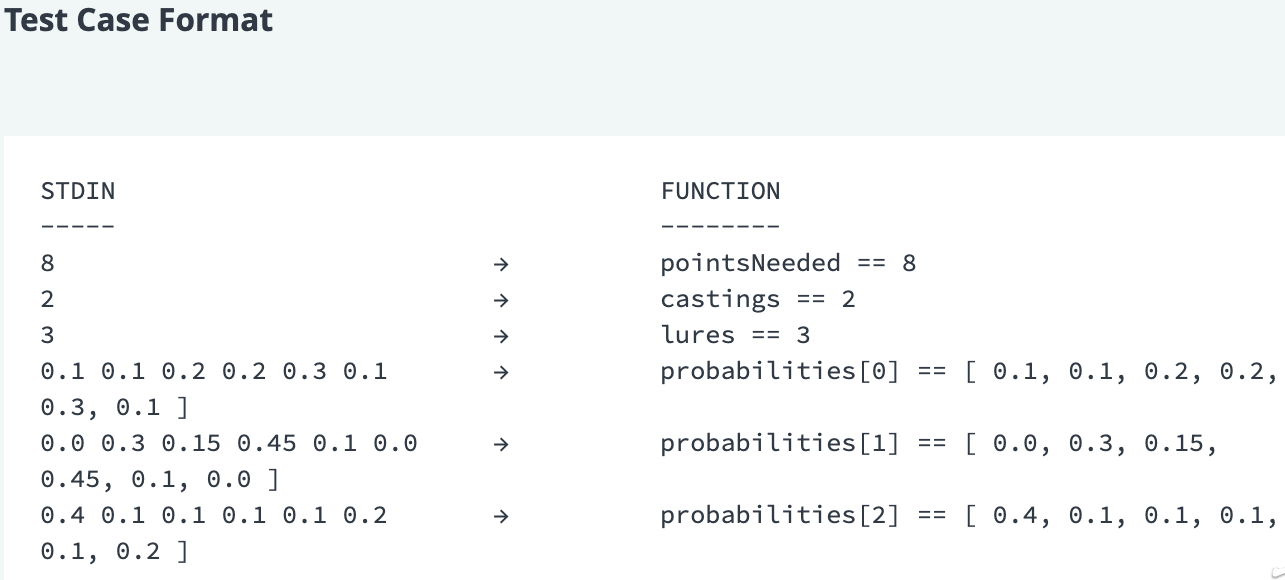 Test Case Format
STDIN FUNCTION
----- --------
8 → pointsNeeded == 8
2 → castings == 2
3 → lures == 3
0.1 0.1 0.2 0.2 0.3 0.1 → probabilities[0] == [ 0.1, 0.1, 0.2, 0.2,
0.3, 0.1 ]
0.0 0.3 0.15 0.45 0.1 0.0 → probabilities[1] == [ 0.0, 0.3, 0.15,
0.45, 0.1, 0.0 ]
0.4 0.1 0.1 0.1 0.1 0.2 → probabilities[2] == [ 0.4, 0.1, 0.1, 0.1,
0.1, 0.2 ]